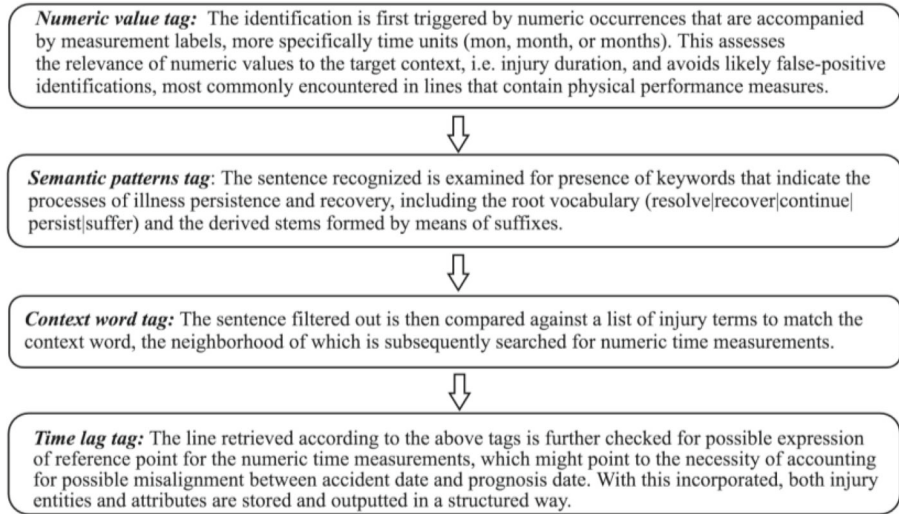 Numeric value tag: The identification is first triggered by numeric occurrences that are accompanied
by measurement labels, more specifically time units (mon, month, or months). This assesses
the relevance of numeric values to the target context, i.e. injury duration, and avoids likely false-positive
identifications, most commonly encountered in lines that contain physical performance measures.
Semantic patterns tag: The sentence recognized is examined for presence of keywords that indicate the
processes of illness persistence and recovery, including the root vocabulary (resolve|recover|continue|
persist|suffer) and the derived stems formed by means of suffixes.
Context word tag: The sentence filtered out is then compared against a list of injury terms to match the
context word, the neighborhood of which is subsequently searched for numeric time measurements.
Time lag tag: The line retrieved according to the above tags is further checked for possible expression
of reference point for the numeric time measurements, which might point to the necessity of accounting
for possible misalignment between accident date and prognosis date. With this incorporated, both injury
entities and attributes are stored and outputted in a structured way.